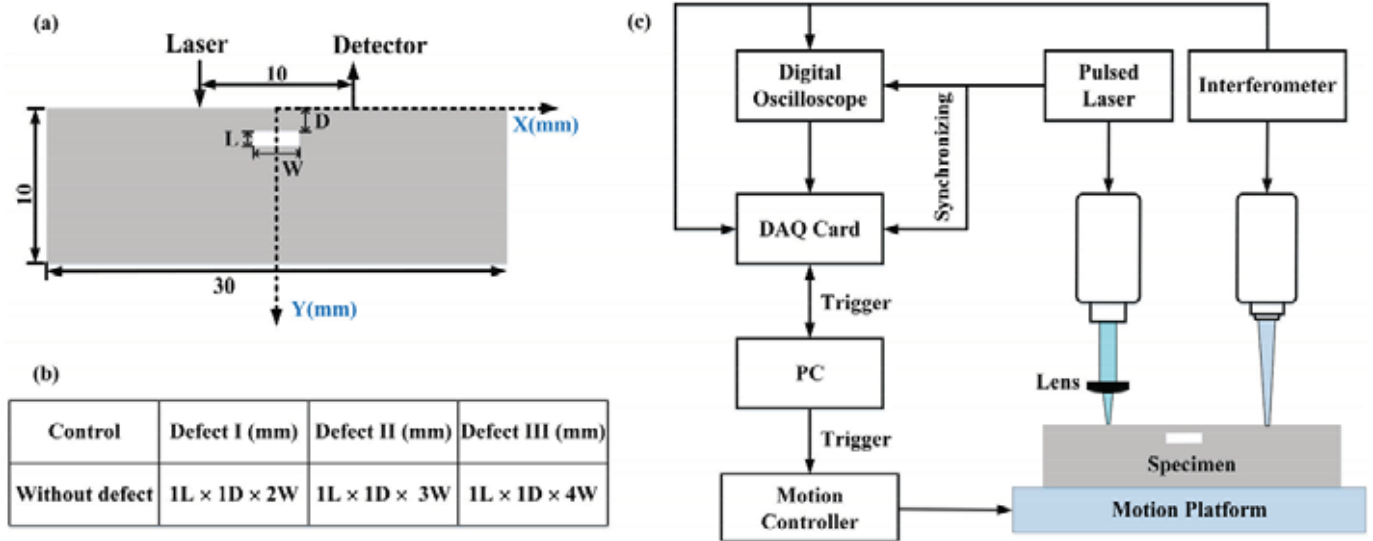 (a)
Laser
Detector
10
D
X(mm)
L
W
10
30
Y(mm)
(b)
Control
Defect I (mm)
Defect II (mm)
Defect III (mm)
Without defect
1L × 1D × 2W
1L × 1D × 3W
1L × 1D × 4W
(c)
Digital
Oscilloscope
Pulsed
Laser
Interferometer
Synchronizing
DAQ Card
Trigger
PC
Lens
Trigger
Specimen
Motion
Controller
Motion Platform